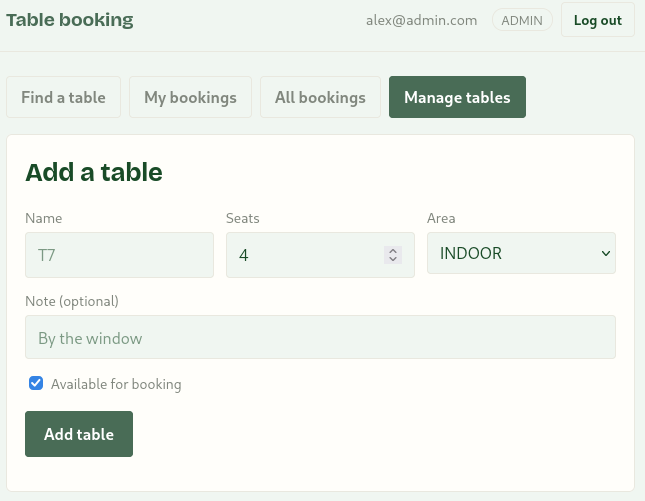 Table booking
alex@admin.com ADMIN Log out
Find a table My bookings All bookings Manage tables
Add a table
Name Seats Area
T7 4 INDOOR
Note (optional)
By the window
Available for booking
Add table